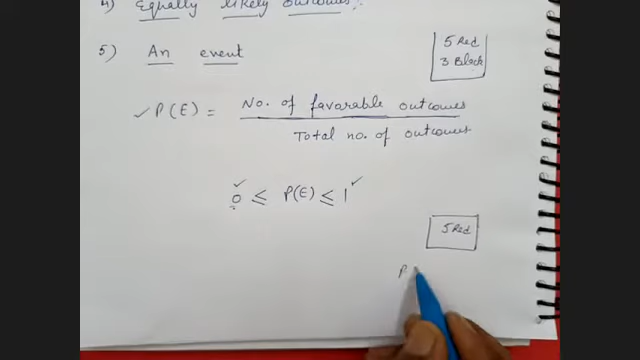 4) Equally likely outcomes.
5) An event
5 Red
3 Black
P(E) = No. of favorable outcomes
Total no. of outcomes
0 ≤ P(E) ≤ 1
5 Red
P